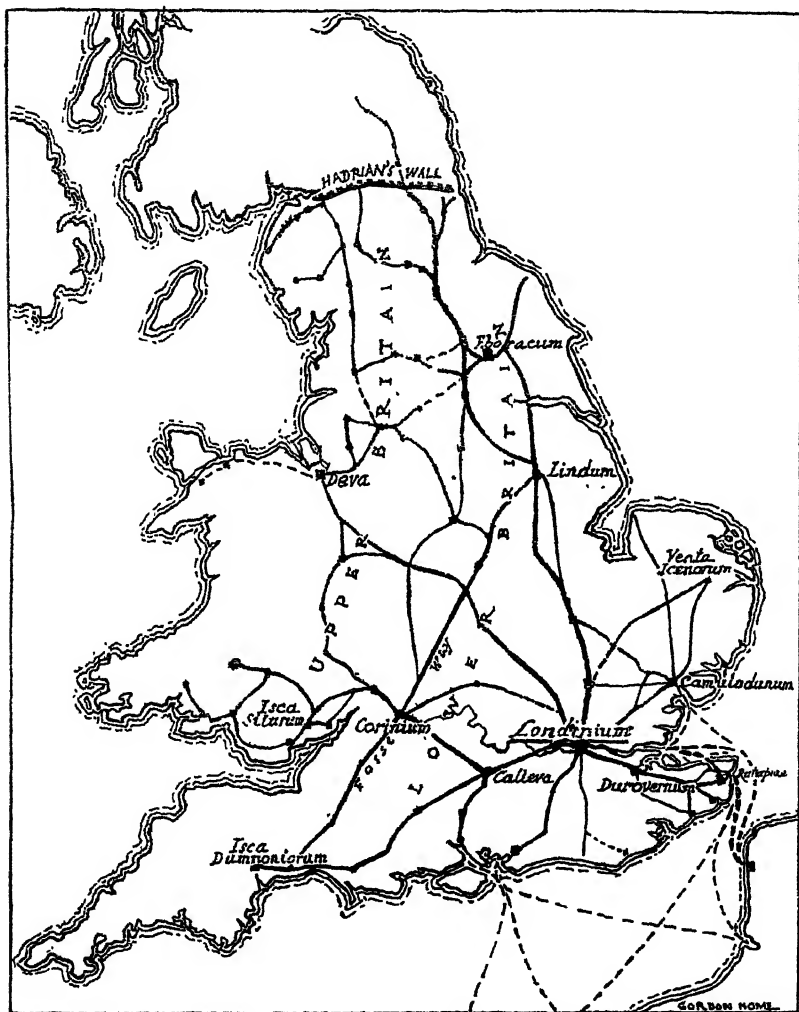 HADRIAN'S WALL
UPPER BRITAIN
LOWER BRITAIN
Eboracum
Deva
Lindum
Venta
Icenorum
Camulodunum
Isca
Silurum
Corinium
Fosse Way
Londinium
Calleva
Durovernum
Rutupiae
Isca
Dumnoniorum
GORDON HOME